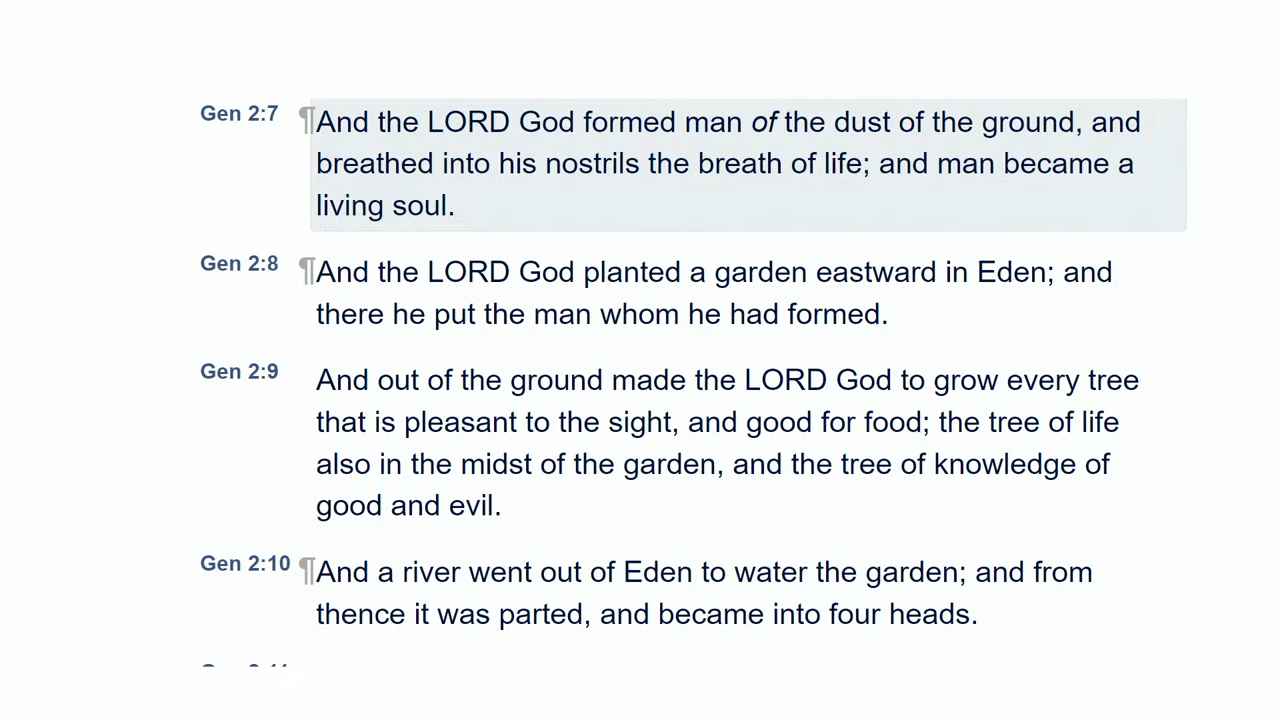 Gen 2:7 ¶And the LORD God formed man of the dust of the ground, and
breathed into his nostrils the breath of life; and man became a
living soul.
Gen 2:8 ¶And the LORD God planted a garden eastward in Eden; and
there he put the man whom he had formed.
Gen 2:9 And out of the ground made the LORD God to grow every tree
that is pleasant to the sight, and good for food; the tree of life
also in the midst of the garden, and the tree of knowledge of
good and evil.
Gen 2:10 ¶And a river went out of Eden to water the garden; and from
thence it was parted, and became into four heads.